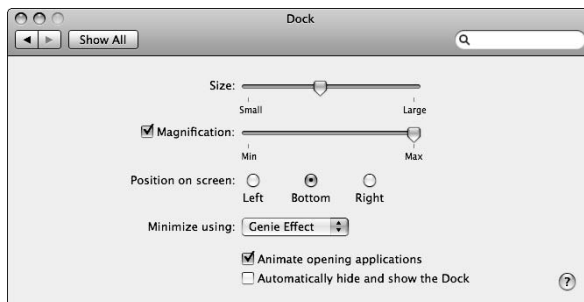 Dock
Show All
Size:
Small Large
Magnification:
Min Max
Position on screen:
Left Bottom Right
Minimize using: Genie Effect
Animate opening applications
Automatically hide and show the Dock
?